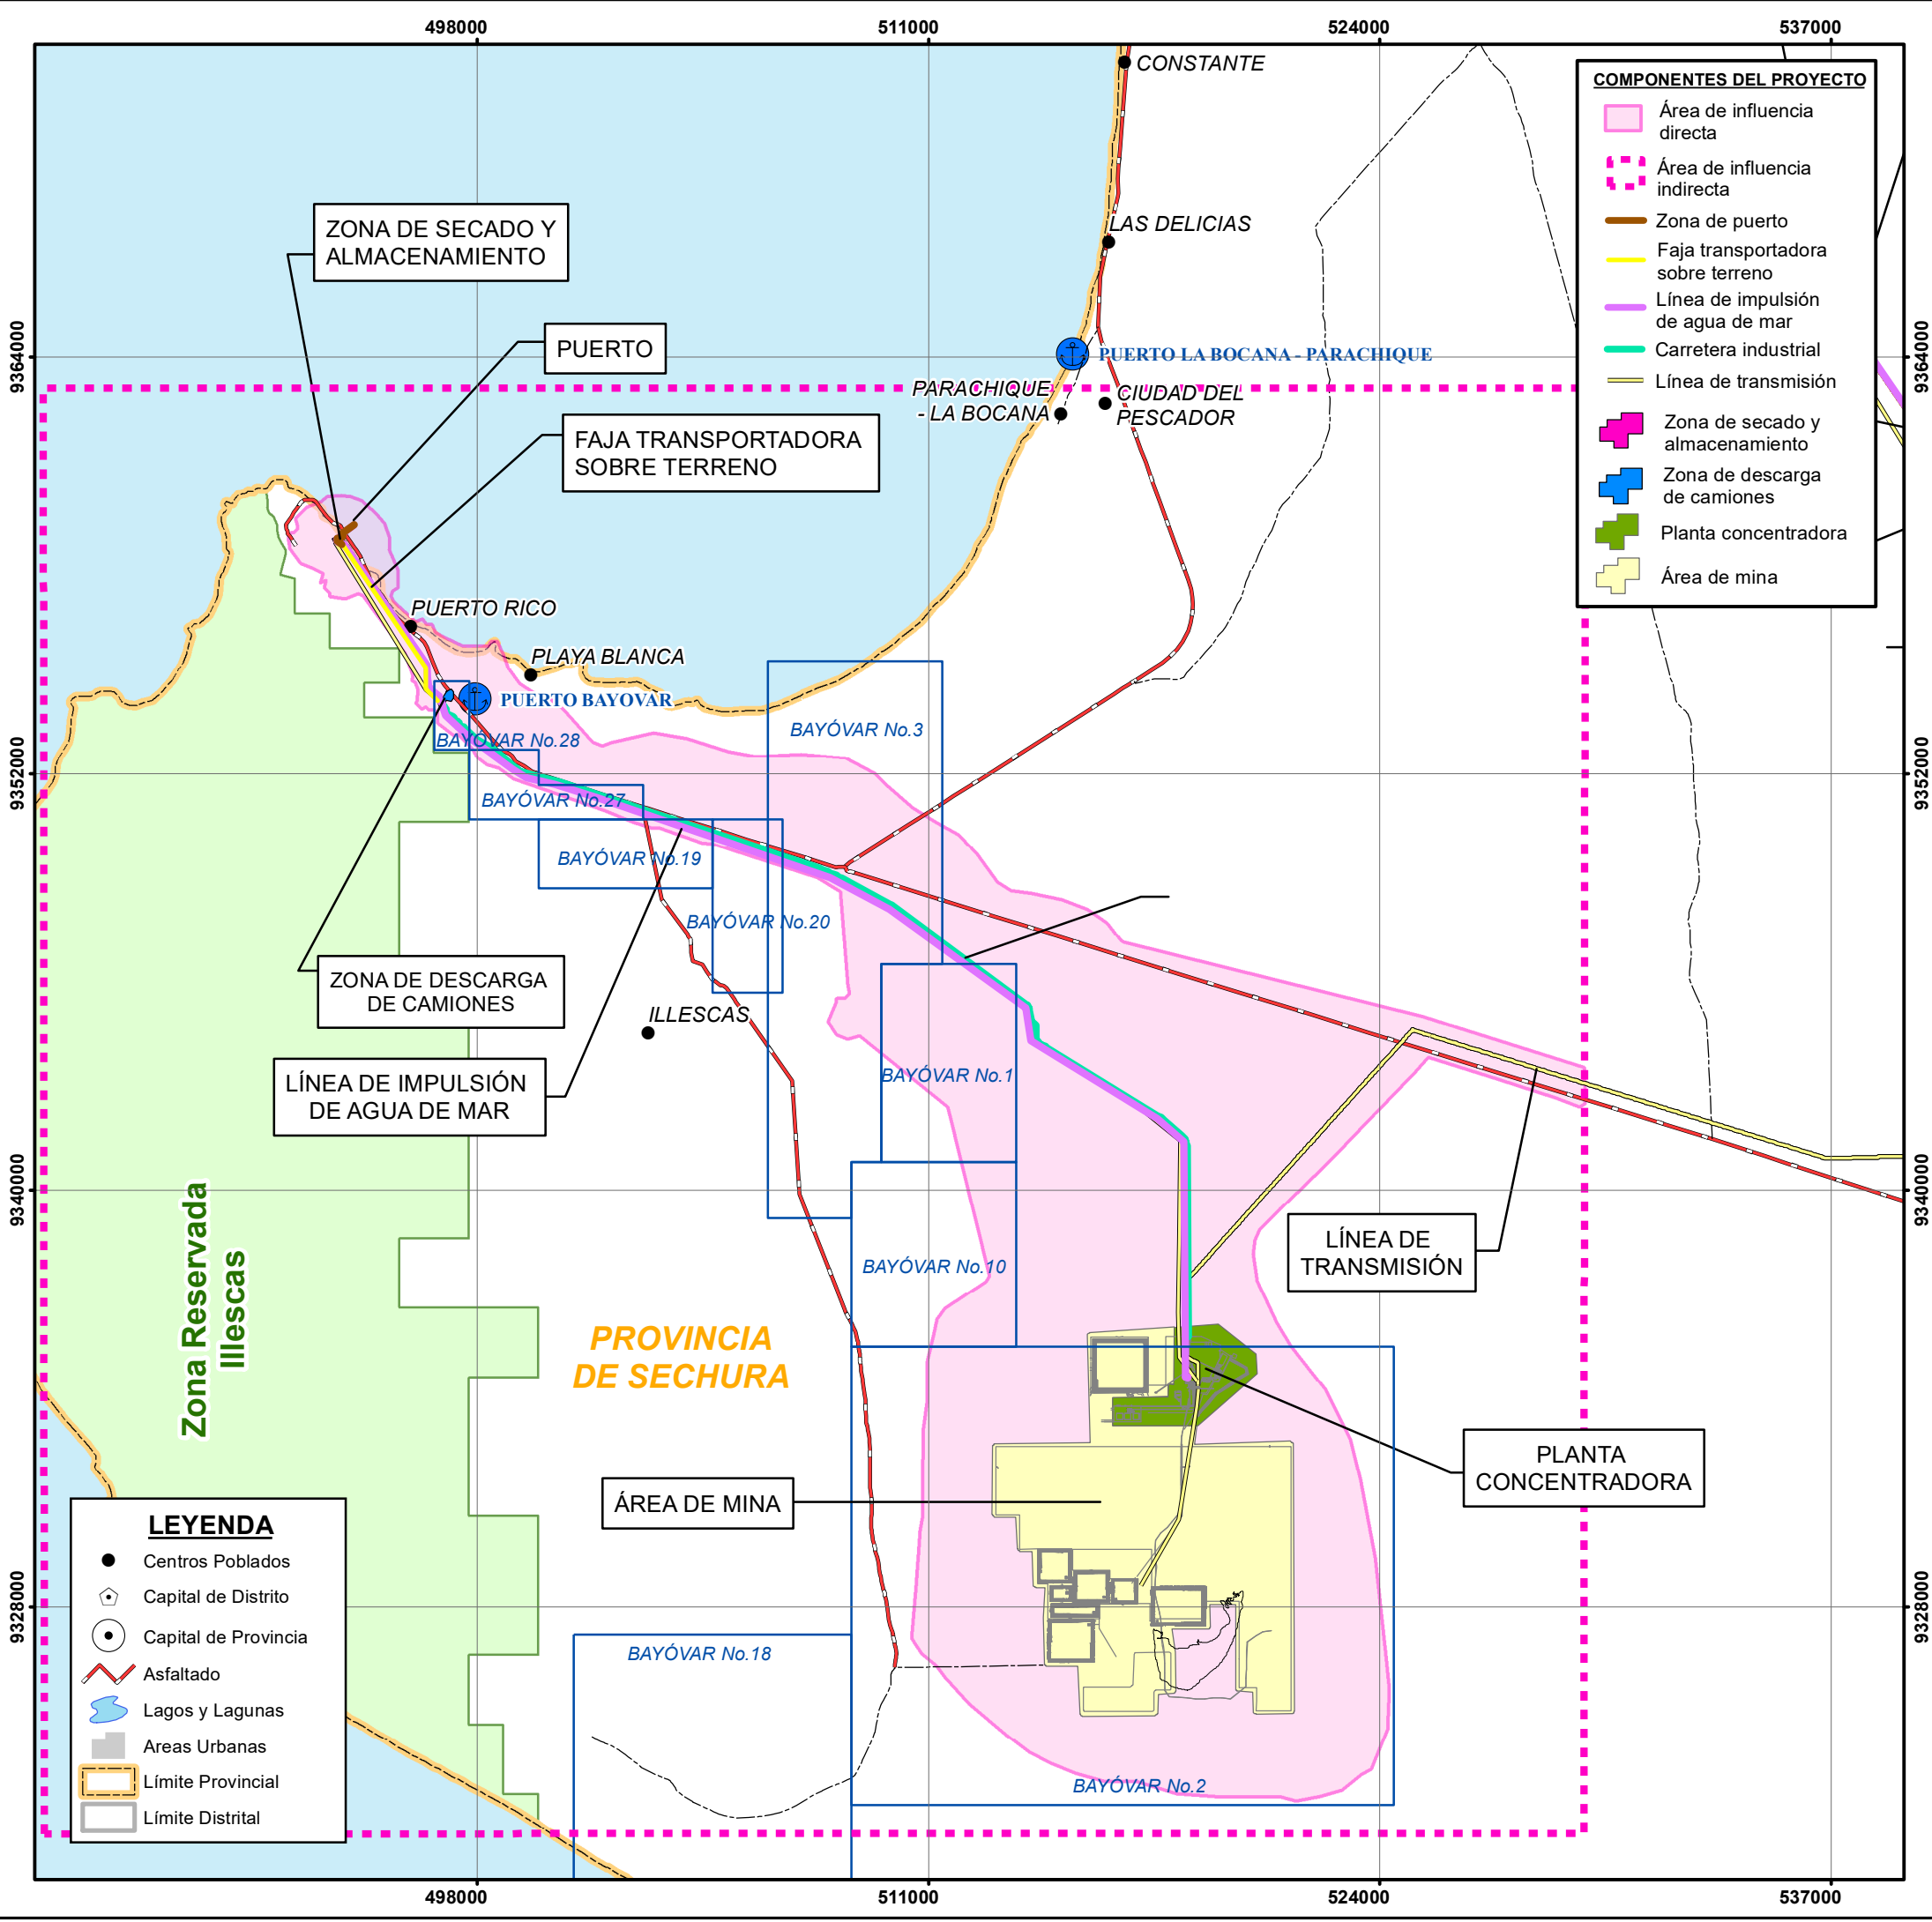 498000
511000
524000
537000
CONSTANTE
COMPONENTES DEL PROYECTO
Área de influencia
directa
Área de influencia
indirecta
Zona de puerto
Faja transportadora
sobre terreno
Línea de impulsión
de agua de mar
Carretera industrial
Línea de transmisión
Zona de secado y
almacenamiento
Zona de descarga
de camiones
Planta concentradora
Área de mina
ZONA DE SECADO Y
ALMACENAMIENTO
LAS DELICIAS
PUERTO
9364000
9364000
PUERTO LA BOCANA - PARACHIQUE
PARACHIQUE
- LA BOCANA
CIUDAD DEL
PESCADOR
FAJA TRANSPORTADORA
SOBRE TERRENO
PUERTO RICO
PLAYA BLANCA
PUERTO BAYOVAR
BAYÓVAR No.3
BAYÓVAR No.28
9352000
9352000
BAYÓVAR No.27
BAYÓVAR No.19
BAYÓVAR No.20
ZONA DE DESCARGA
DE CAMIONES
ILLESCAS
LÍNEA DE IMPULSIÓN
DE AGUA DE MAR
BAYÓVAR No.1
9340000
9340000
Zona Reservada
Illescas
LÍNEA DE
TRANSMISIÓN
BAYÓVAR No.10
PROVINCIA
DE SECHURA
PLANTA
CONCENTRADORA
ÁREA DE MINA
9328000
9328000
BAYÓVAR No.18
BAYÓVAR No.2
LEYENDA
Centros Poblados
Capital de Distrito
Capital de Provincia
Asfaltado
Lagos y Lagunas
Areas Urbanas
Límite Provincial
Límite Distrital
498000
511000
524000
537000